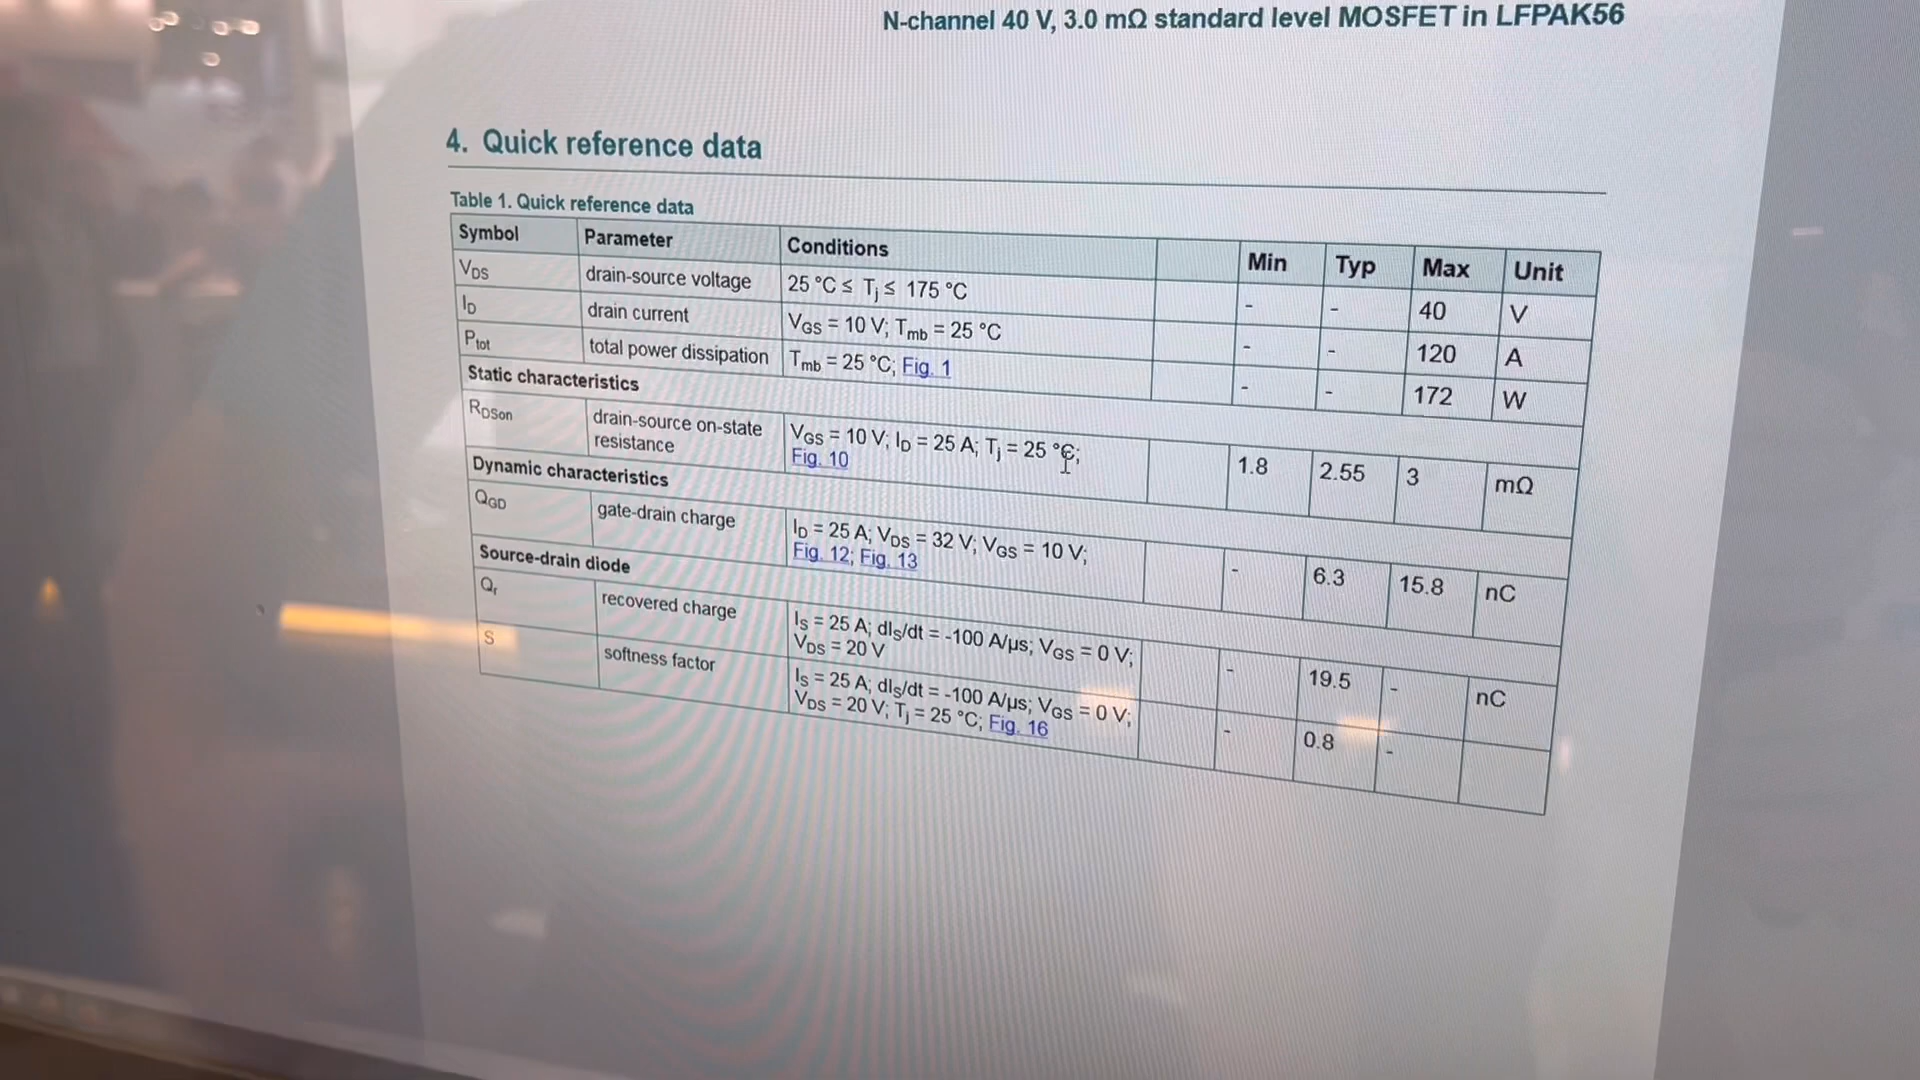 N-channel 40 V, 3.0 mΩ standard level MOSFET in LFPAK56
4. Quick reference data
Table 1. Quick reference data
Symbol Parameter Conditions Min Typ Max Unit
VDS drain-source voltage 25 °C ≤ Tj ≤ 175 °C - - 40 V
ID drain current VGS = 10 V; Tmb = 25 °C - - 120 A
Ptot total power dissipation Tmb = 25 °C; Fig. 1 - - 172 W
Static characteristics
RDSon drain-source on-state VGS = 10 V; ID = 25 A; Tj = 25 °C; 1.8 2.55 3 mΩ
resistance Fig. 10
Dynamic characteristics
QGD gate-drain charge ID = 25 A; VDS = 32 V; VGS = 10 V; - 6.3 15.8 nC
Fig. 12; Fig. 13
Source-drain diode
Qr recovered charge IS = 25 A; dIS/dt = -100 A/µs; VGS = 0 V; - 19.5 - nC
VDS = 20 V
S softness factor IS = 25 A; dIS/dt = -100 A/µs; VGS = 0 V; - 0.8 -
VDS = 20 V; Tj = 25 °C; Fig. 16